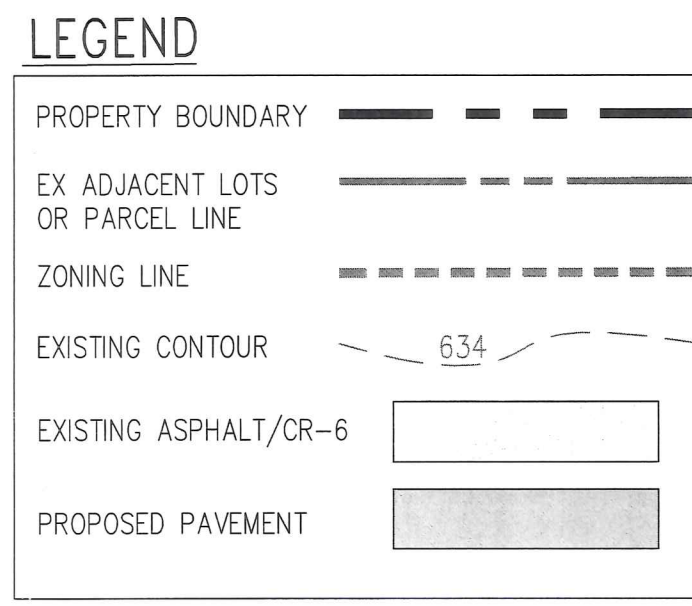 LEGEND
PROPERTY BOUNDARY
EX ADJACENT LOTS
OR PARCEL LINE
ZONING LINE
EXISTING CONTOUR
634
EXISTING ASPHALT/CR-6
PROPOSED PAVEMENT